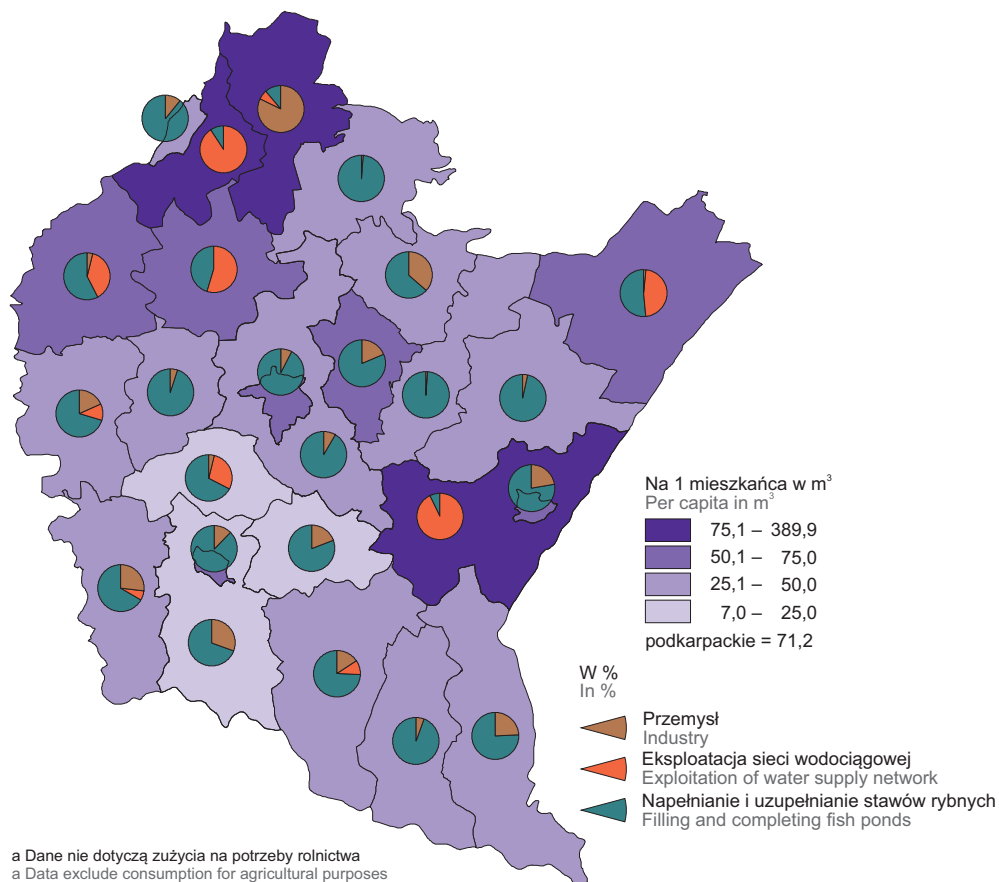 Na 1 mieszkańca w m³
Per capita in m³
75,1 – 389,9
50,1 – 75,0
25,1 – 50,0
7,0 – 25,0
podkarpackie = 71,2
W %
In %
Przemysł
Industry
Eksploatacja sieci wodociągowej
Exploitation of water supply network
Napełnianie i uzupełnianie stawów rybnych
Filling and completing fish ponds
a Dane nie dotyczą zużycia na potrzeby rolnictwa
a Data exclude consumption for agricultural purposes